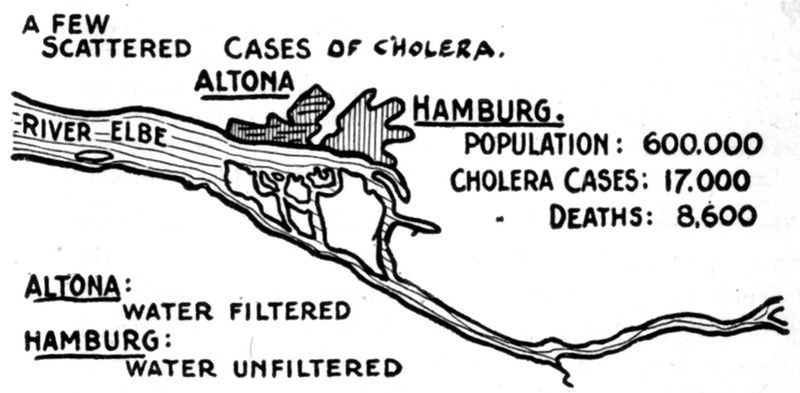 A FEW
SCATTERED CASES OF CHOLERA.
ALTONA
HAMBURG.
RIVER ELBE
POPULATION: 600.000
CHOLERA CASES: 17.000
" DEATHS: 8,600
ALTONA:
WATER FILTERED
HAMBURG:
WATER UNFILTERED